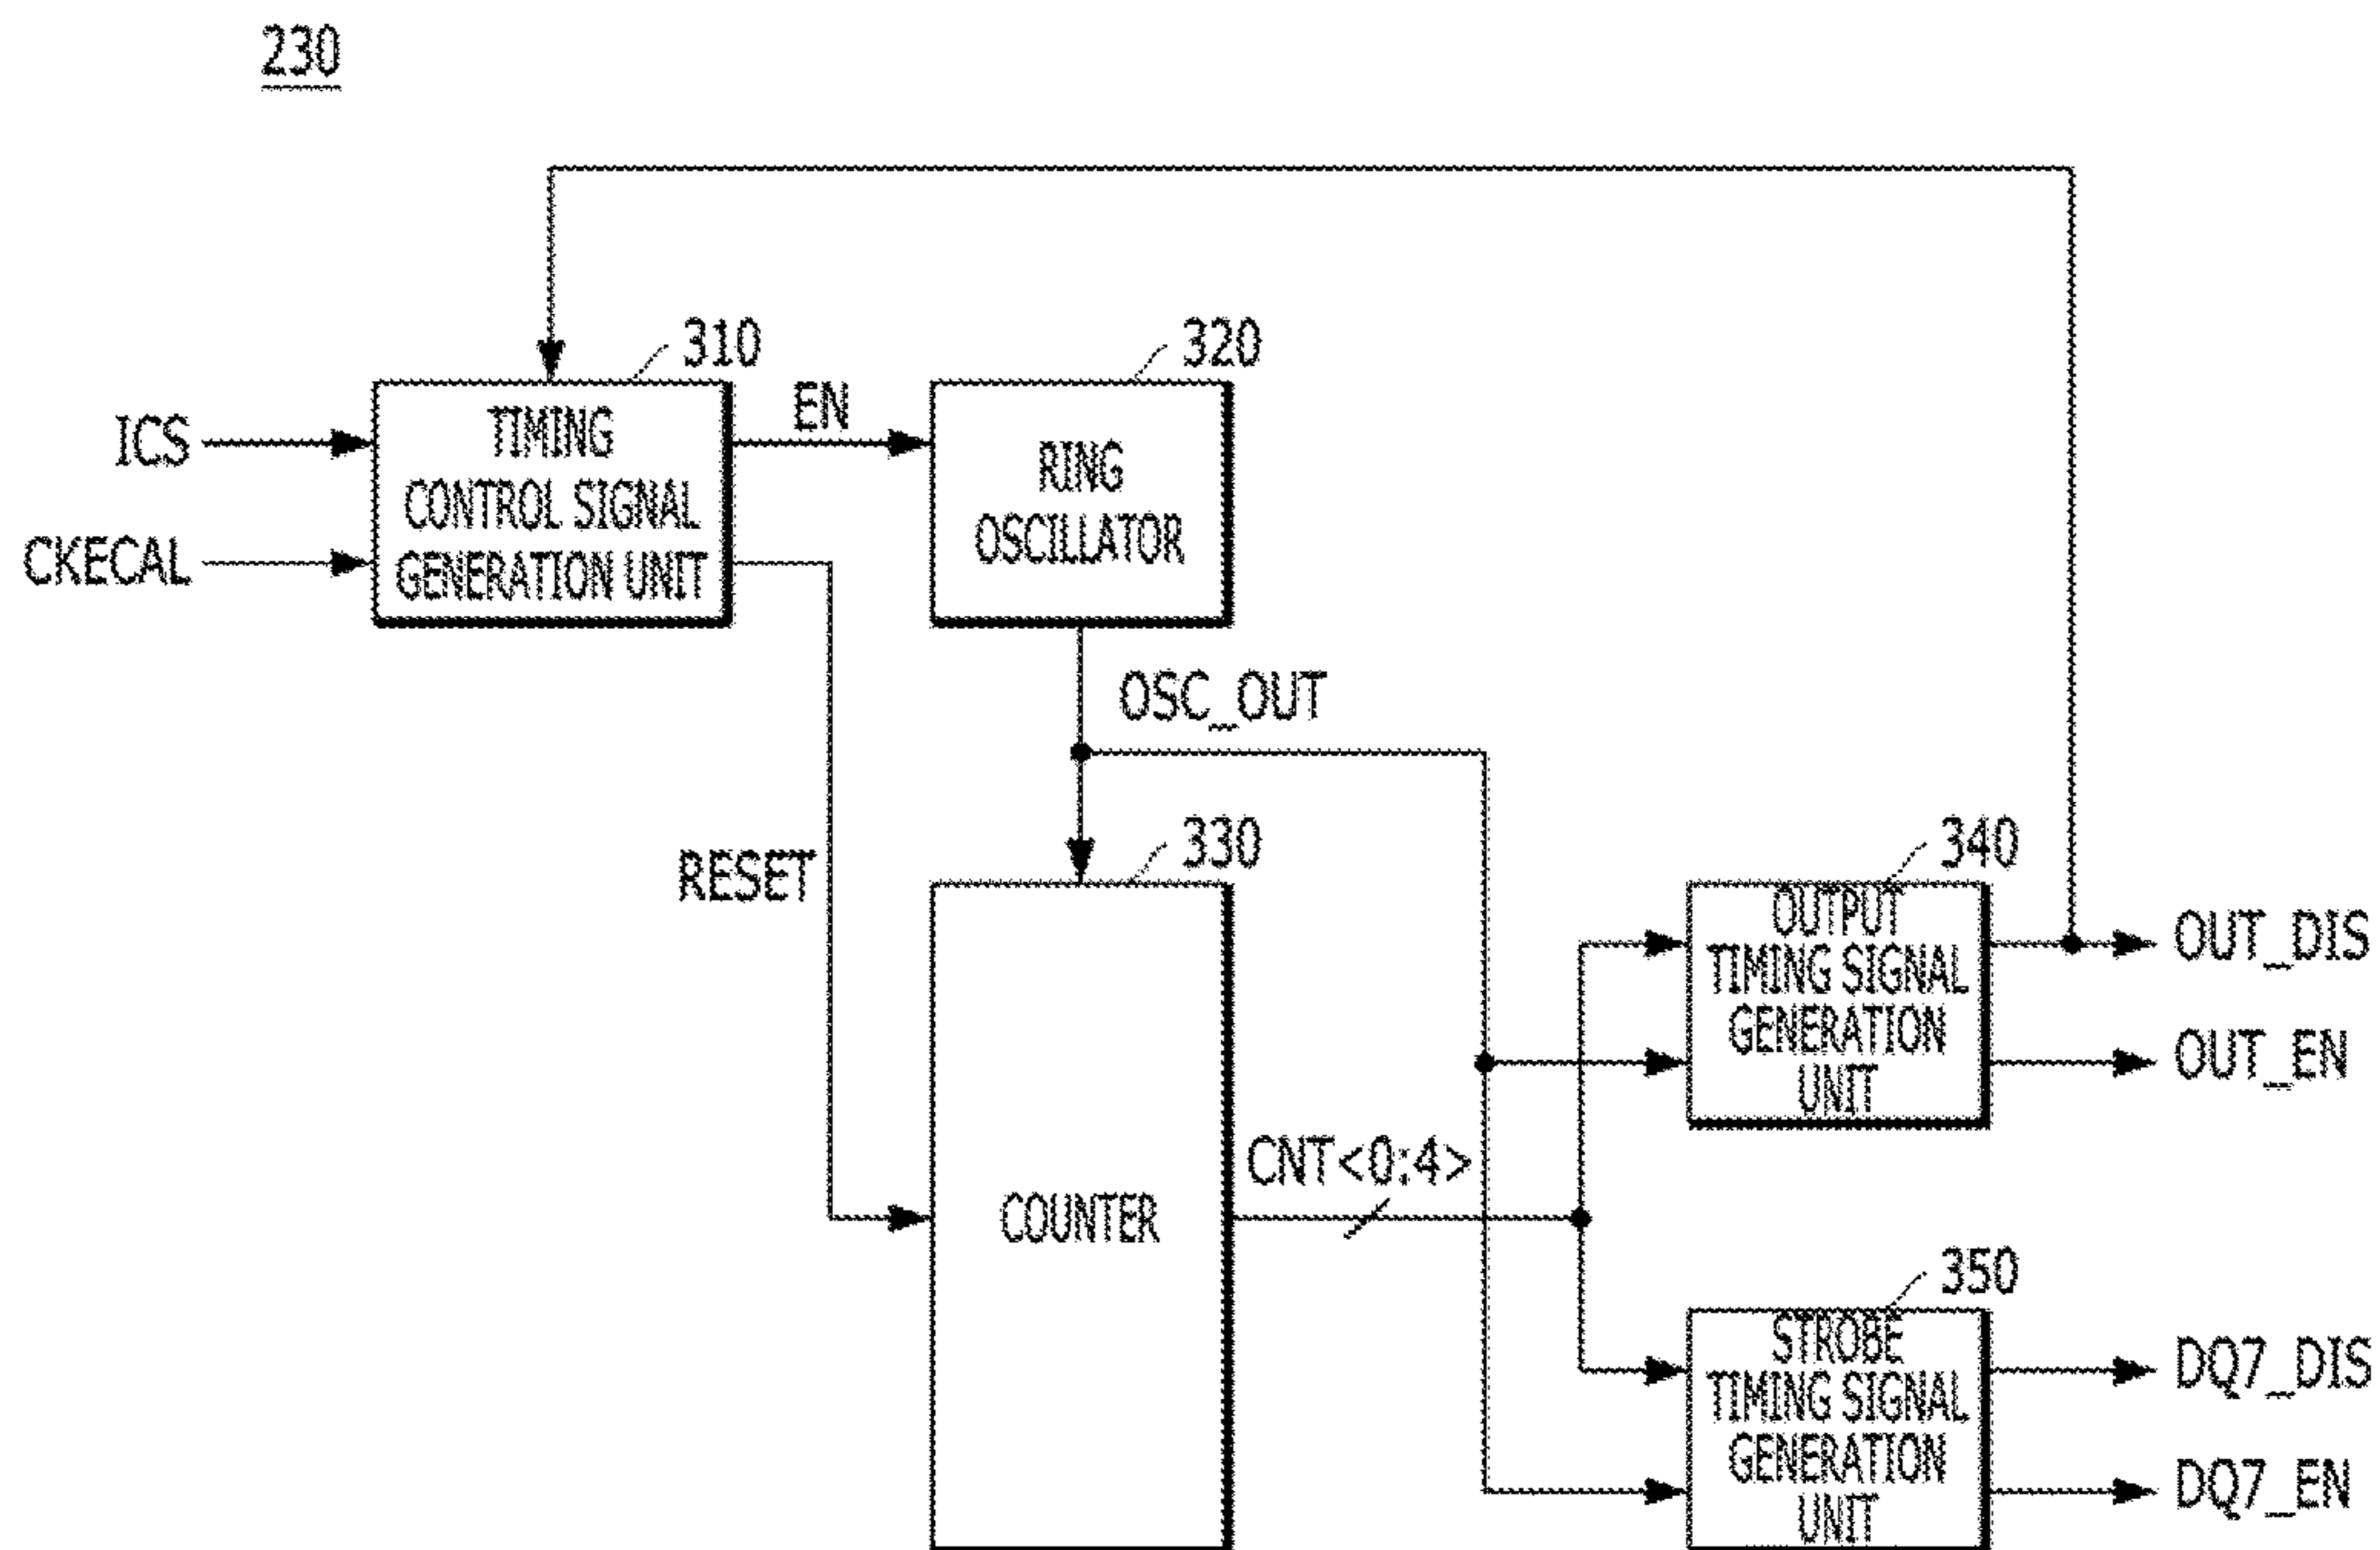 230
310
320
ICS
CKECAL
TIMING
CONTROL SIGNAL
GENERATION UNIT
EN
RING
OSCILLATOR
OSC_OUT
RESET
330
340
COUNTER
CNT<0:4>
OUTPUT
TIMING SIGNAL
GENERATION
UNIT
OUT_DIS
OUT_EN
350
STROBE
TIMING SIGNAL
GENERATION
UNIT
DQ7_DIS
DQ7_EN